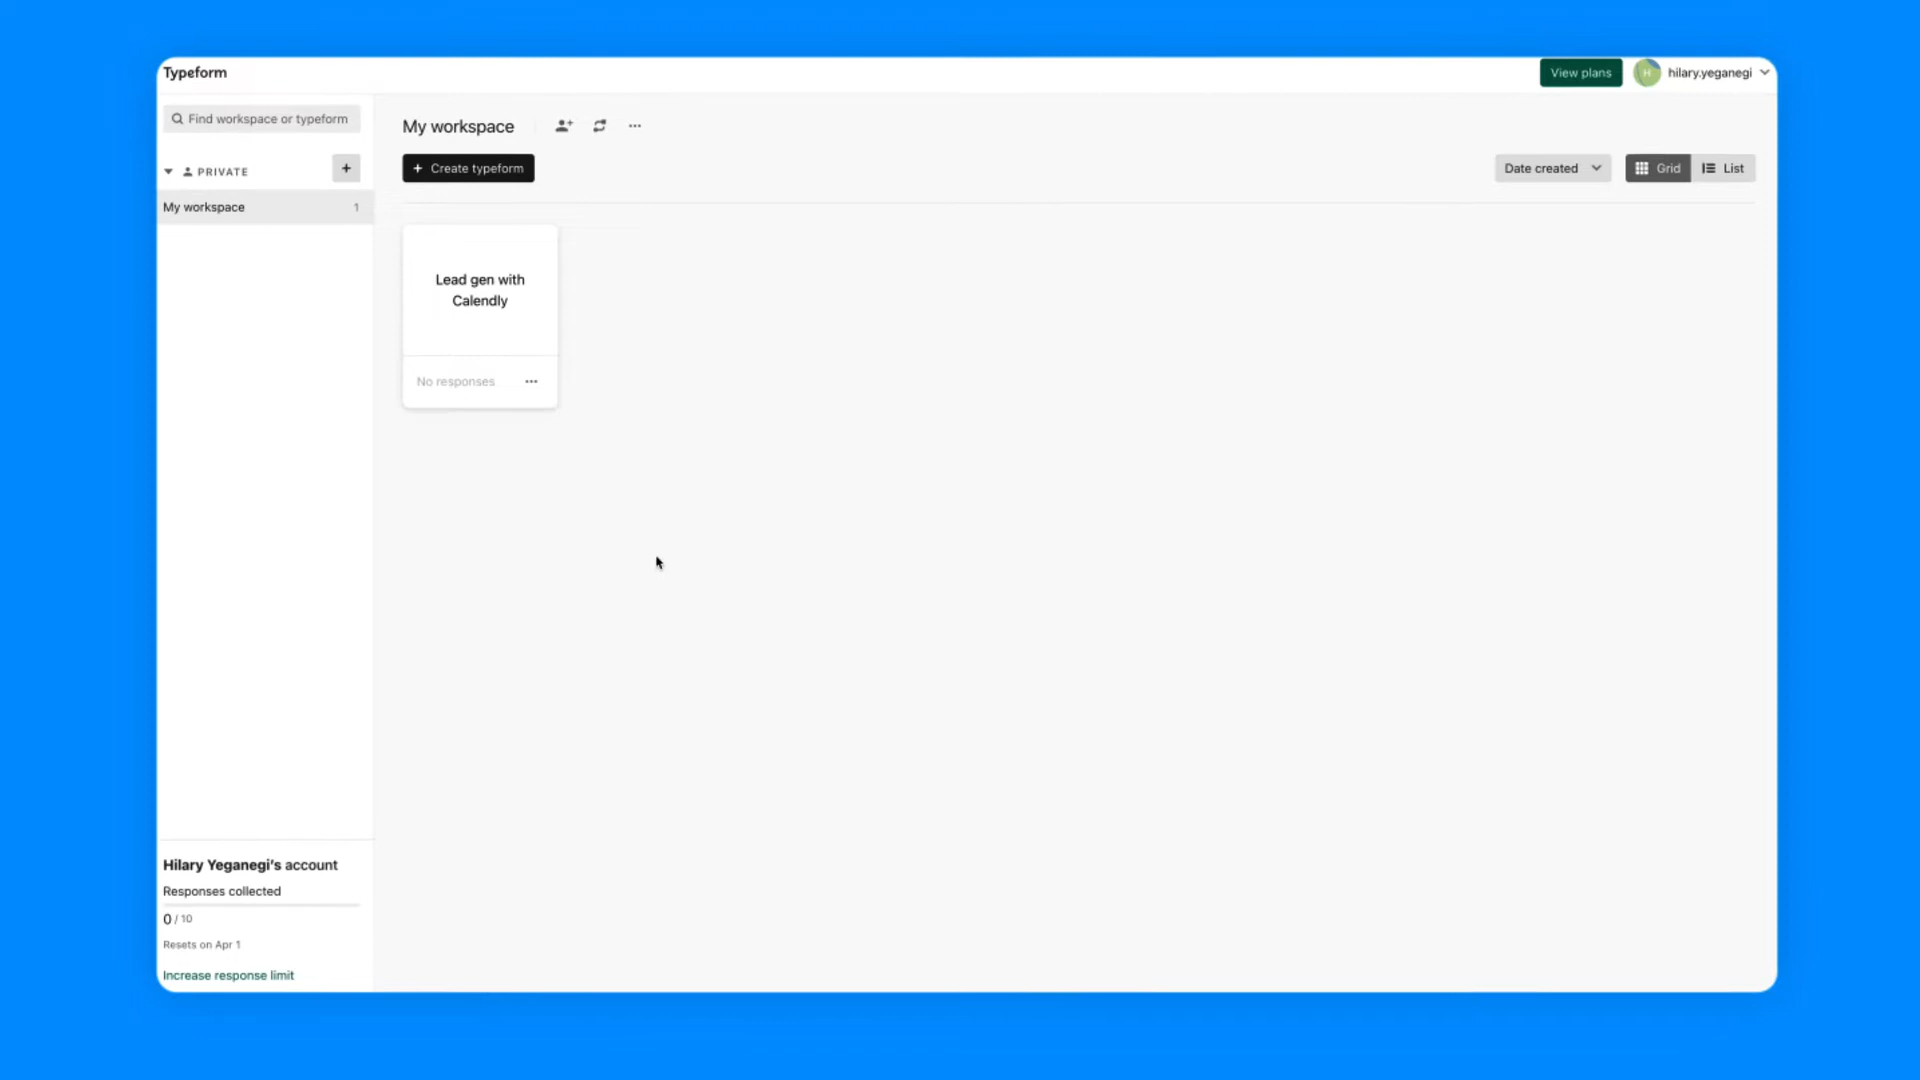 Typeform
View plans
H
hilary.yeganegi
Find workspace or typeform
PRIVATE
My workspace
1
My workspace
Create typeform
Date created
Grid
List
Lead gen with
Calendly
No responses
Hilary Yeganegi's account
Responses collected
0 / 10
Resets on Apr 1
Increase response limit